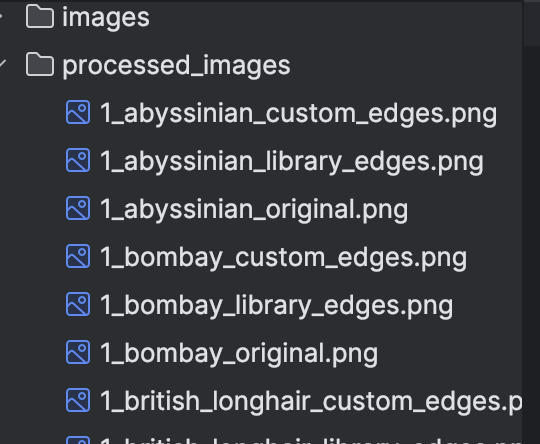 images
processed_images
1_abyssinian_custom_edges.png
1_abyssinian_library_edges.png
1_abyssinian_original.png
1_bombay_custom_edges.png
1_bombay_library_edges.png
1_bombay_original.png
1_british_longhair_custom_edges.p